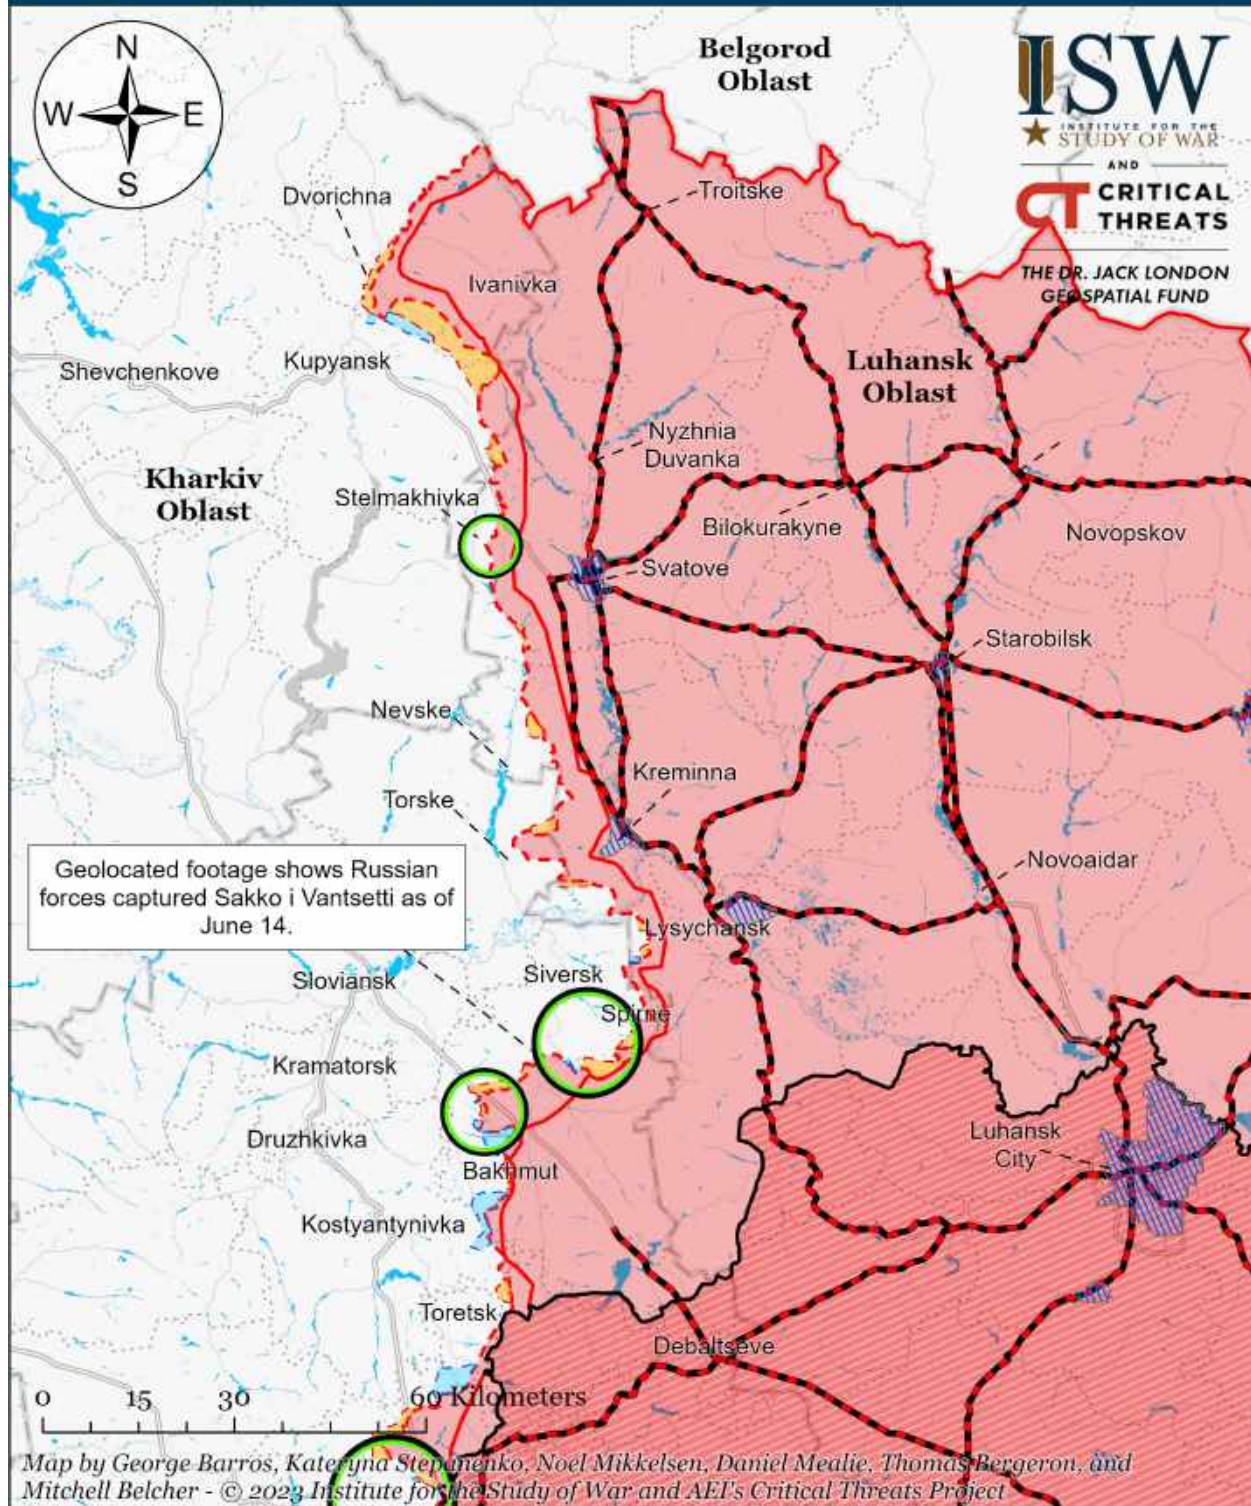 N
W
E
S
Belgorod
Oblast
ISW
INSTITUTE FOR THE
STUDY OF WAR
AND
CT CRITICAL
THREATS
THE DR. JACK LONDON
GEOSPATIAL FUND
Dvorichna
Troitske
Ivanivka
Shevchenkove
Kupyansk
Luhansk
Oblast
Nyzhnia
Duvanka
Kharkiv
Oblast
Stelmakhivka
Bilokurakyne
Novopskov
Svatove
Starobilsk
Nevske
Kreminna
Torske
Geolocated footage shows Russian
forces captured Sakko i Vantsetti as of
June 14.
Novoaidar
Lysychansk
Sloviansk
Siversk
Spirne
Kramatorsk
Druzhkivka
Luhansk
City
Bakhmut
Kostyantynivka
Toretsk
Debaltseve
0 15 30 60 Kilometers
Map by George Barros, Kateryna Stepanenko, Noel Mikkelsen, Daniel Mealie, Thomas Bergeron, and
Mitchell Belcher - © 2023 Institute for the Study of War and AEI's Critical Threats Project